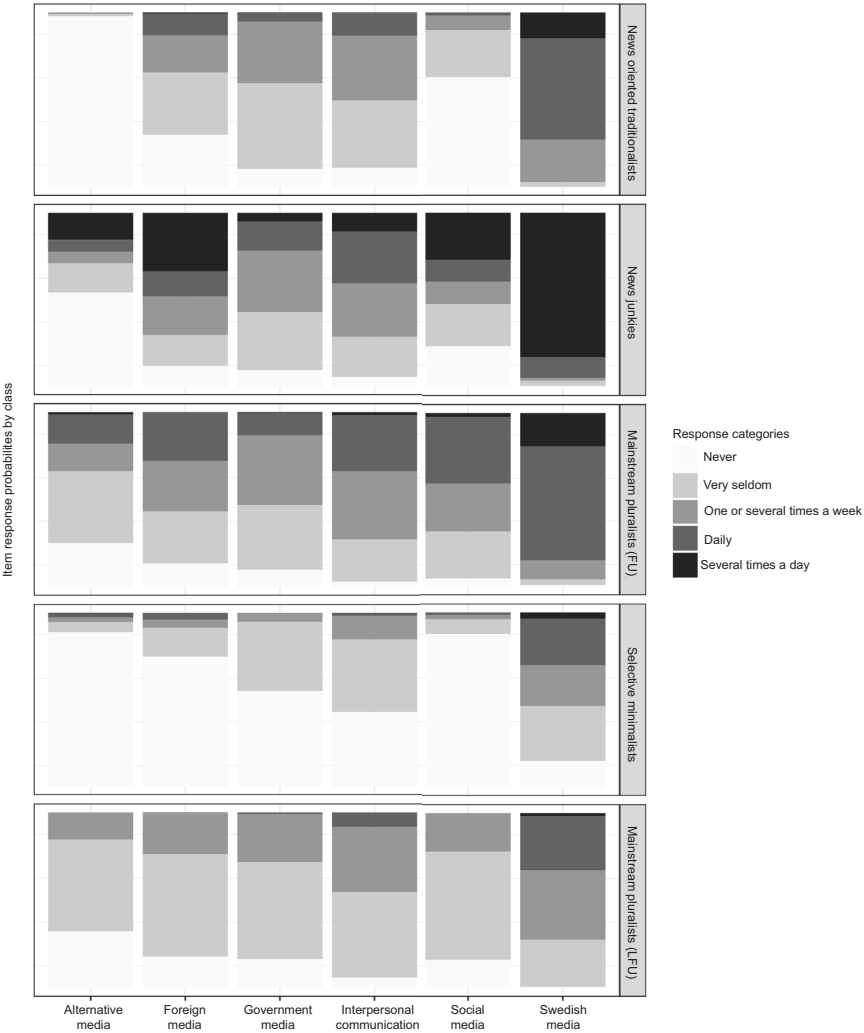 Item response probabilites by class
News oriented traditionalists
News junkies
Mainstream pluralists (FU)
Selective minimalists
Mainstream pluralists (LFU)
Response categories
Never
Very seldom
One or several times a week
Daily
Several times a day
Alternative
media
Foreign
media
Government
media
Interpersonal
communication
Social
media
Swedish
media